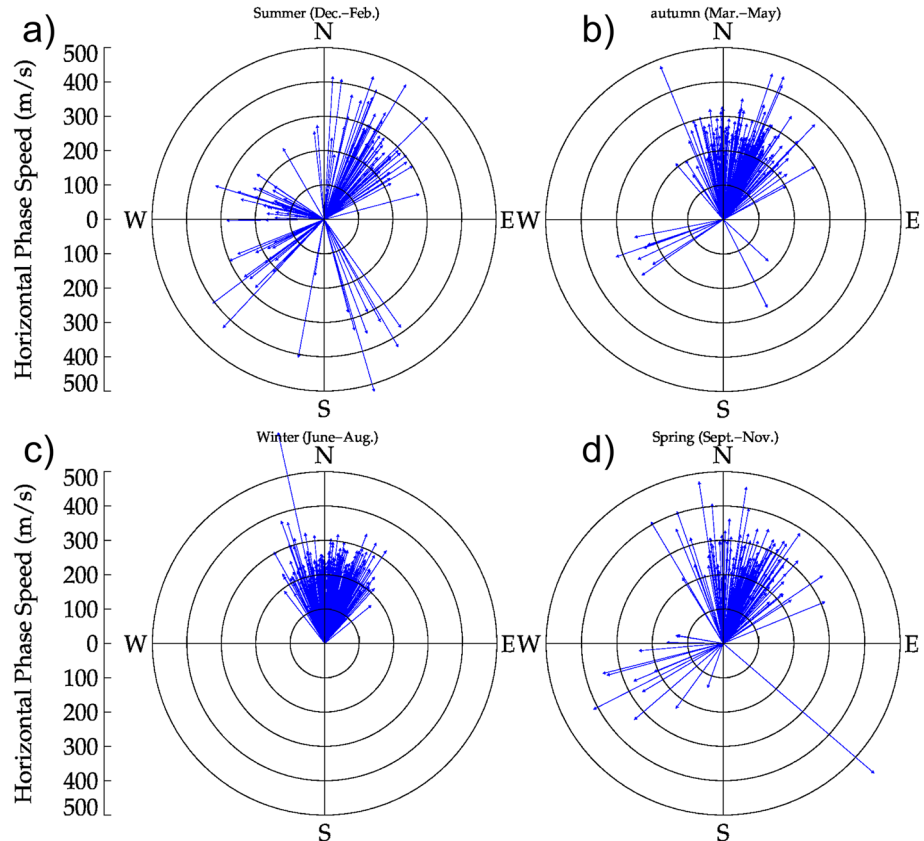 a)
Summer (Dec.–Feb.)
N
b)
autumn (Mar.–May)
N
Horizontal Phase Speed (m/s)
500
400
300
200
100
0
100
200
300
400
500
W
E
S
W
E
S
c)
Winter (June–Aug.)
N
d)
Spring (Sept.–Nov.)
N
Horizontal Phase Speed (m/s)
500
400
300
200
100
0
100
200
300
400
500
W
E
S
W
E
S